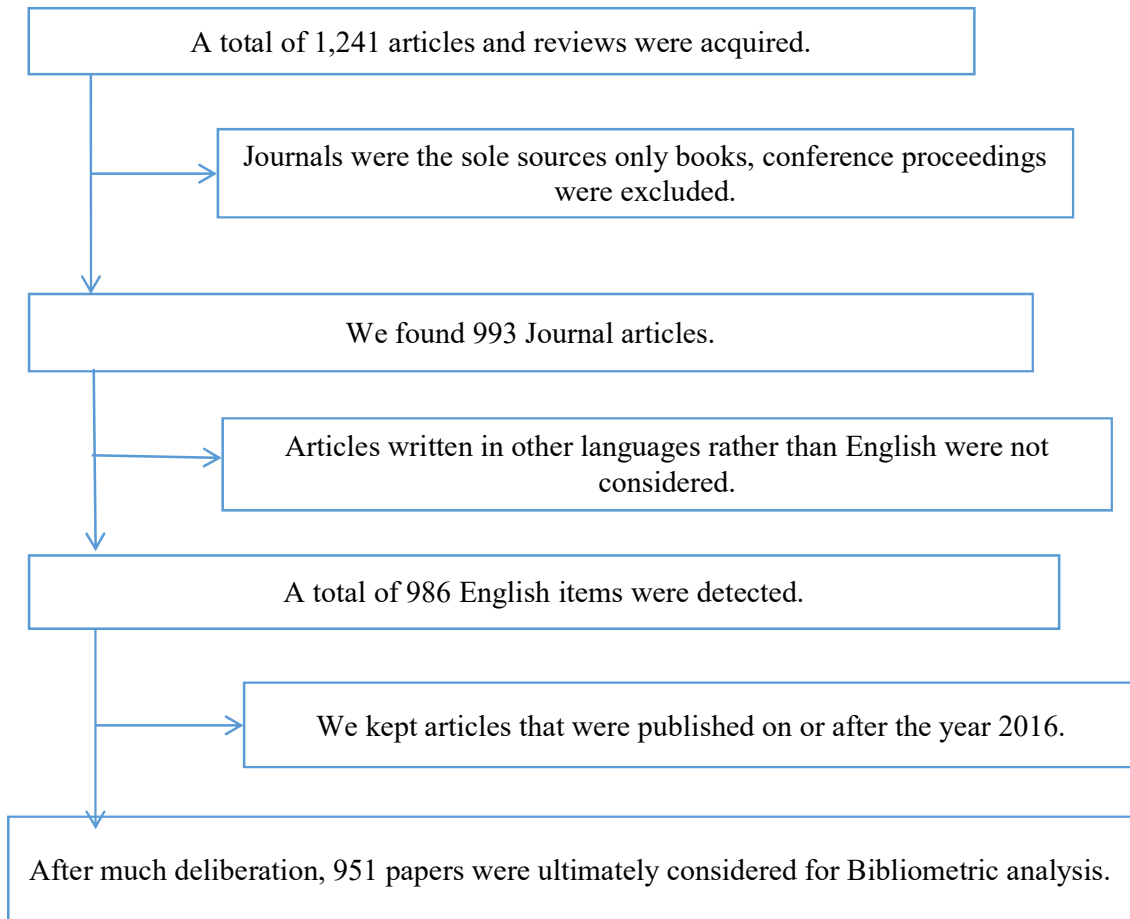 A total of 1,241 articles and reviews were acquired.
Journals were the sole sources only books, conference proceedings
were excluded.
We found 993 Journal articles.
Articles written in other languages rather than English were not
considered.
A total of 986 English items were detected.
We kept articles that were published on or after the year 2016.
After much deliberation, 951 papers were ultimately considered for Bibliometric analysis.